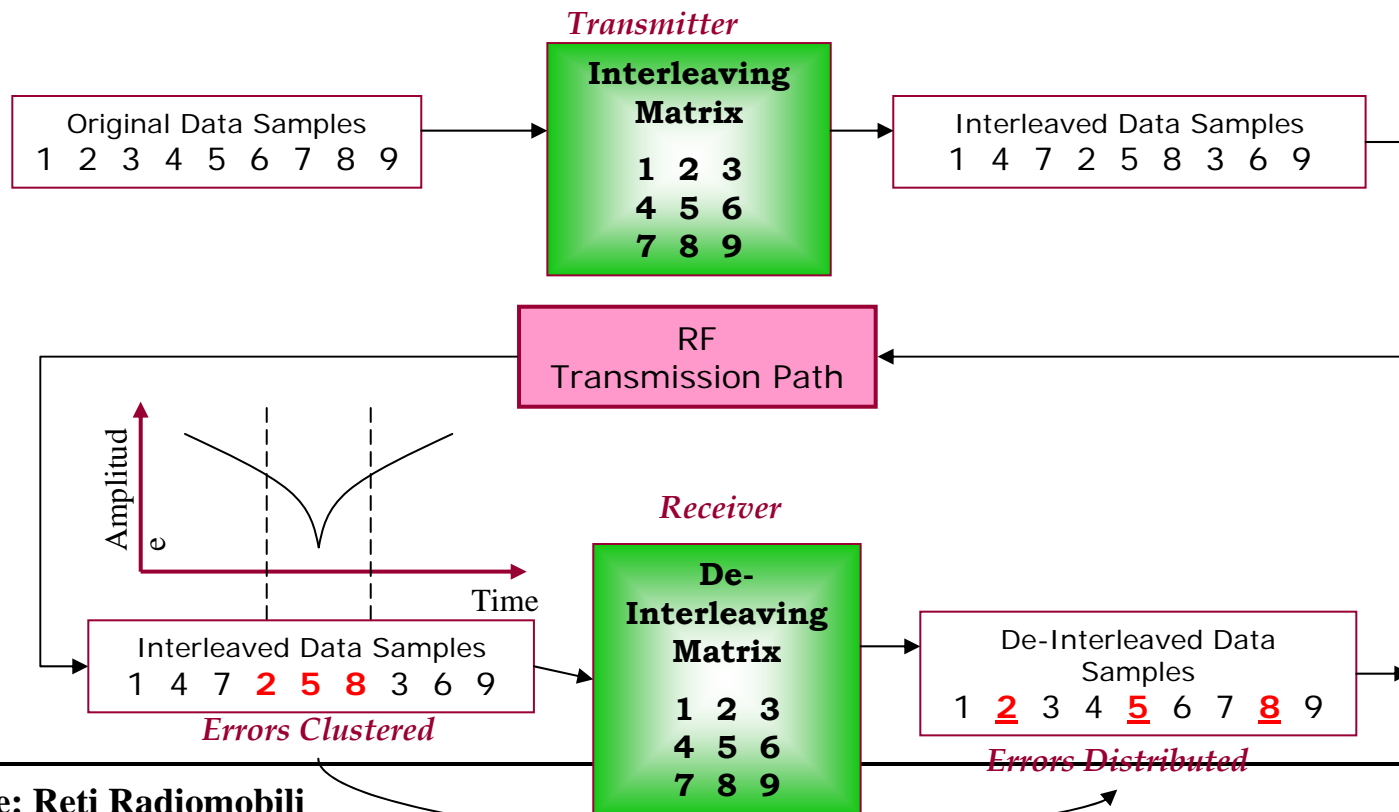 Transmitter
Interleaving
Matrix
1 2 3
4 5 6
7 8 9
Original Data Samples
1 2 3 4 5 6 7 8 9
Interleaved Data Samples
1 4 7 2 5 8 3 6 9
RF
Transmission Path
Amplitud
e
Time
Receiver
Interleaved Data Samples
1 4 7 2 5 8 3 6 9
Errors Clustered
De-
Interleaving
Matrix
1 2 3
4 5 6
7 8 9
De-Interleaved Data
Samples
1 2 3 4 5 6 7 8 9
Errors Distributed
e: Reti Radiomobili